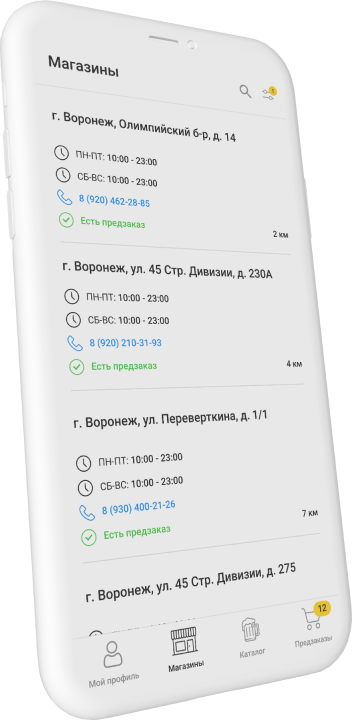 Магазины
1
г. Воронеж, Олимпийский б-р, д. 14
ПН-ПТ: 10:00 - 23:00
СБ-ВС: 10:00 - 23:00
8 (920) 462-28-85
Есть предзаказ
2 км
г. Воронеж, ул. 45 Стр. Дивизии, д. 230А
ПН-ПТ: 10:00 - 23:00
СБ-ВС: 10:00 - 23:00
8 (920) 210-31-93
Есть предзаказ
4 км
г. Воронеж, ул. Переверткина, д. 1/1
ПН-ПТ: 10:00 - 23:00
СБ-ВС: 10:00 - 23:00
8 (930) 400-21-26
Есть предзаказ
7 км
г. Воронеж, ул. 45 Стр. Дивизии, д. 275
12
Мой профиль
Магазины
Каталог
Предзаказы